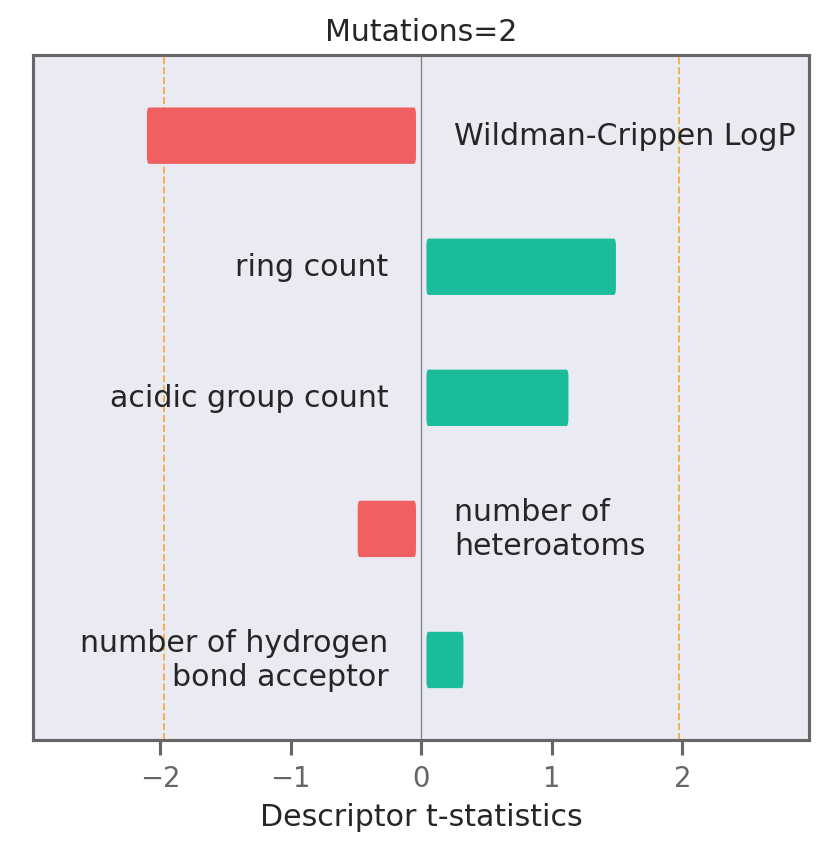 Mutations=2
Wildman-Crippen LogP
ring count
acidic group count
number of
heteroatoms
number of hydrogen
bond acceptor
−2 −1 0 1 2
Descriptor t-statistics